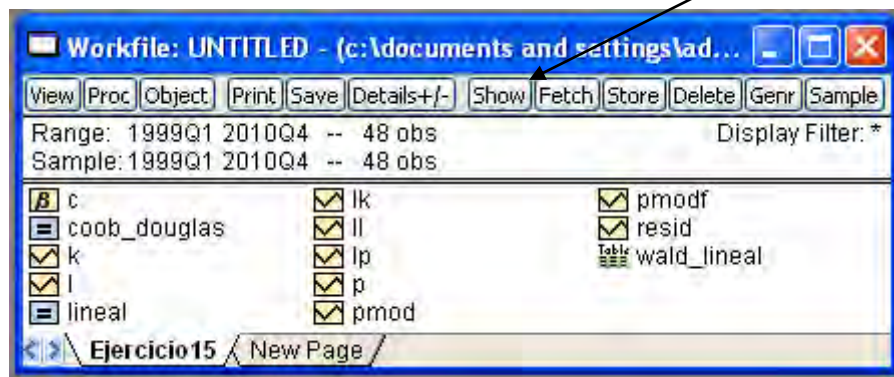 Workfile: UNTITLED - (c:\documents and settings\ad...
View Proc Object Print Save Details+/- Show Fetch Store Delete Genr Sample
Range: 1999Q1 2010Q4 -- 48 obs Display Filter: *
Sample: 1999Q1 2010Q4 -- 48 obs
β c lk pmodf
coob_douglas ll resid
k lp Table wald_lineal
l p
lineal pmod
Ejercicio15 New Page